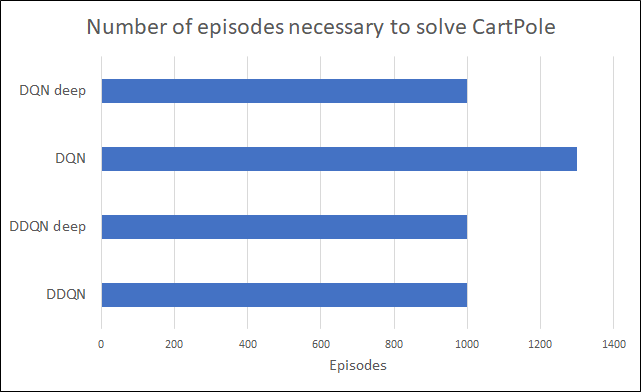 Number of episodes necessary to solve CartPole
DQN deep
DQN
DDQN deep
DDQN
0 200 400 600 800 1000 1200 1400
Episodes